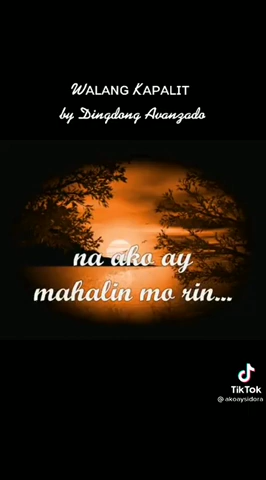 WALANG KAPALIT
by Dingdong Avanzado
na ako ay
mahalin mo rin...
TikTok
@akoaysidora